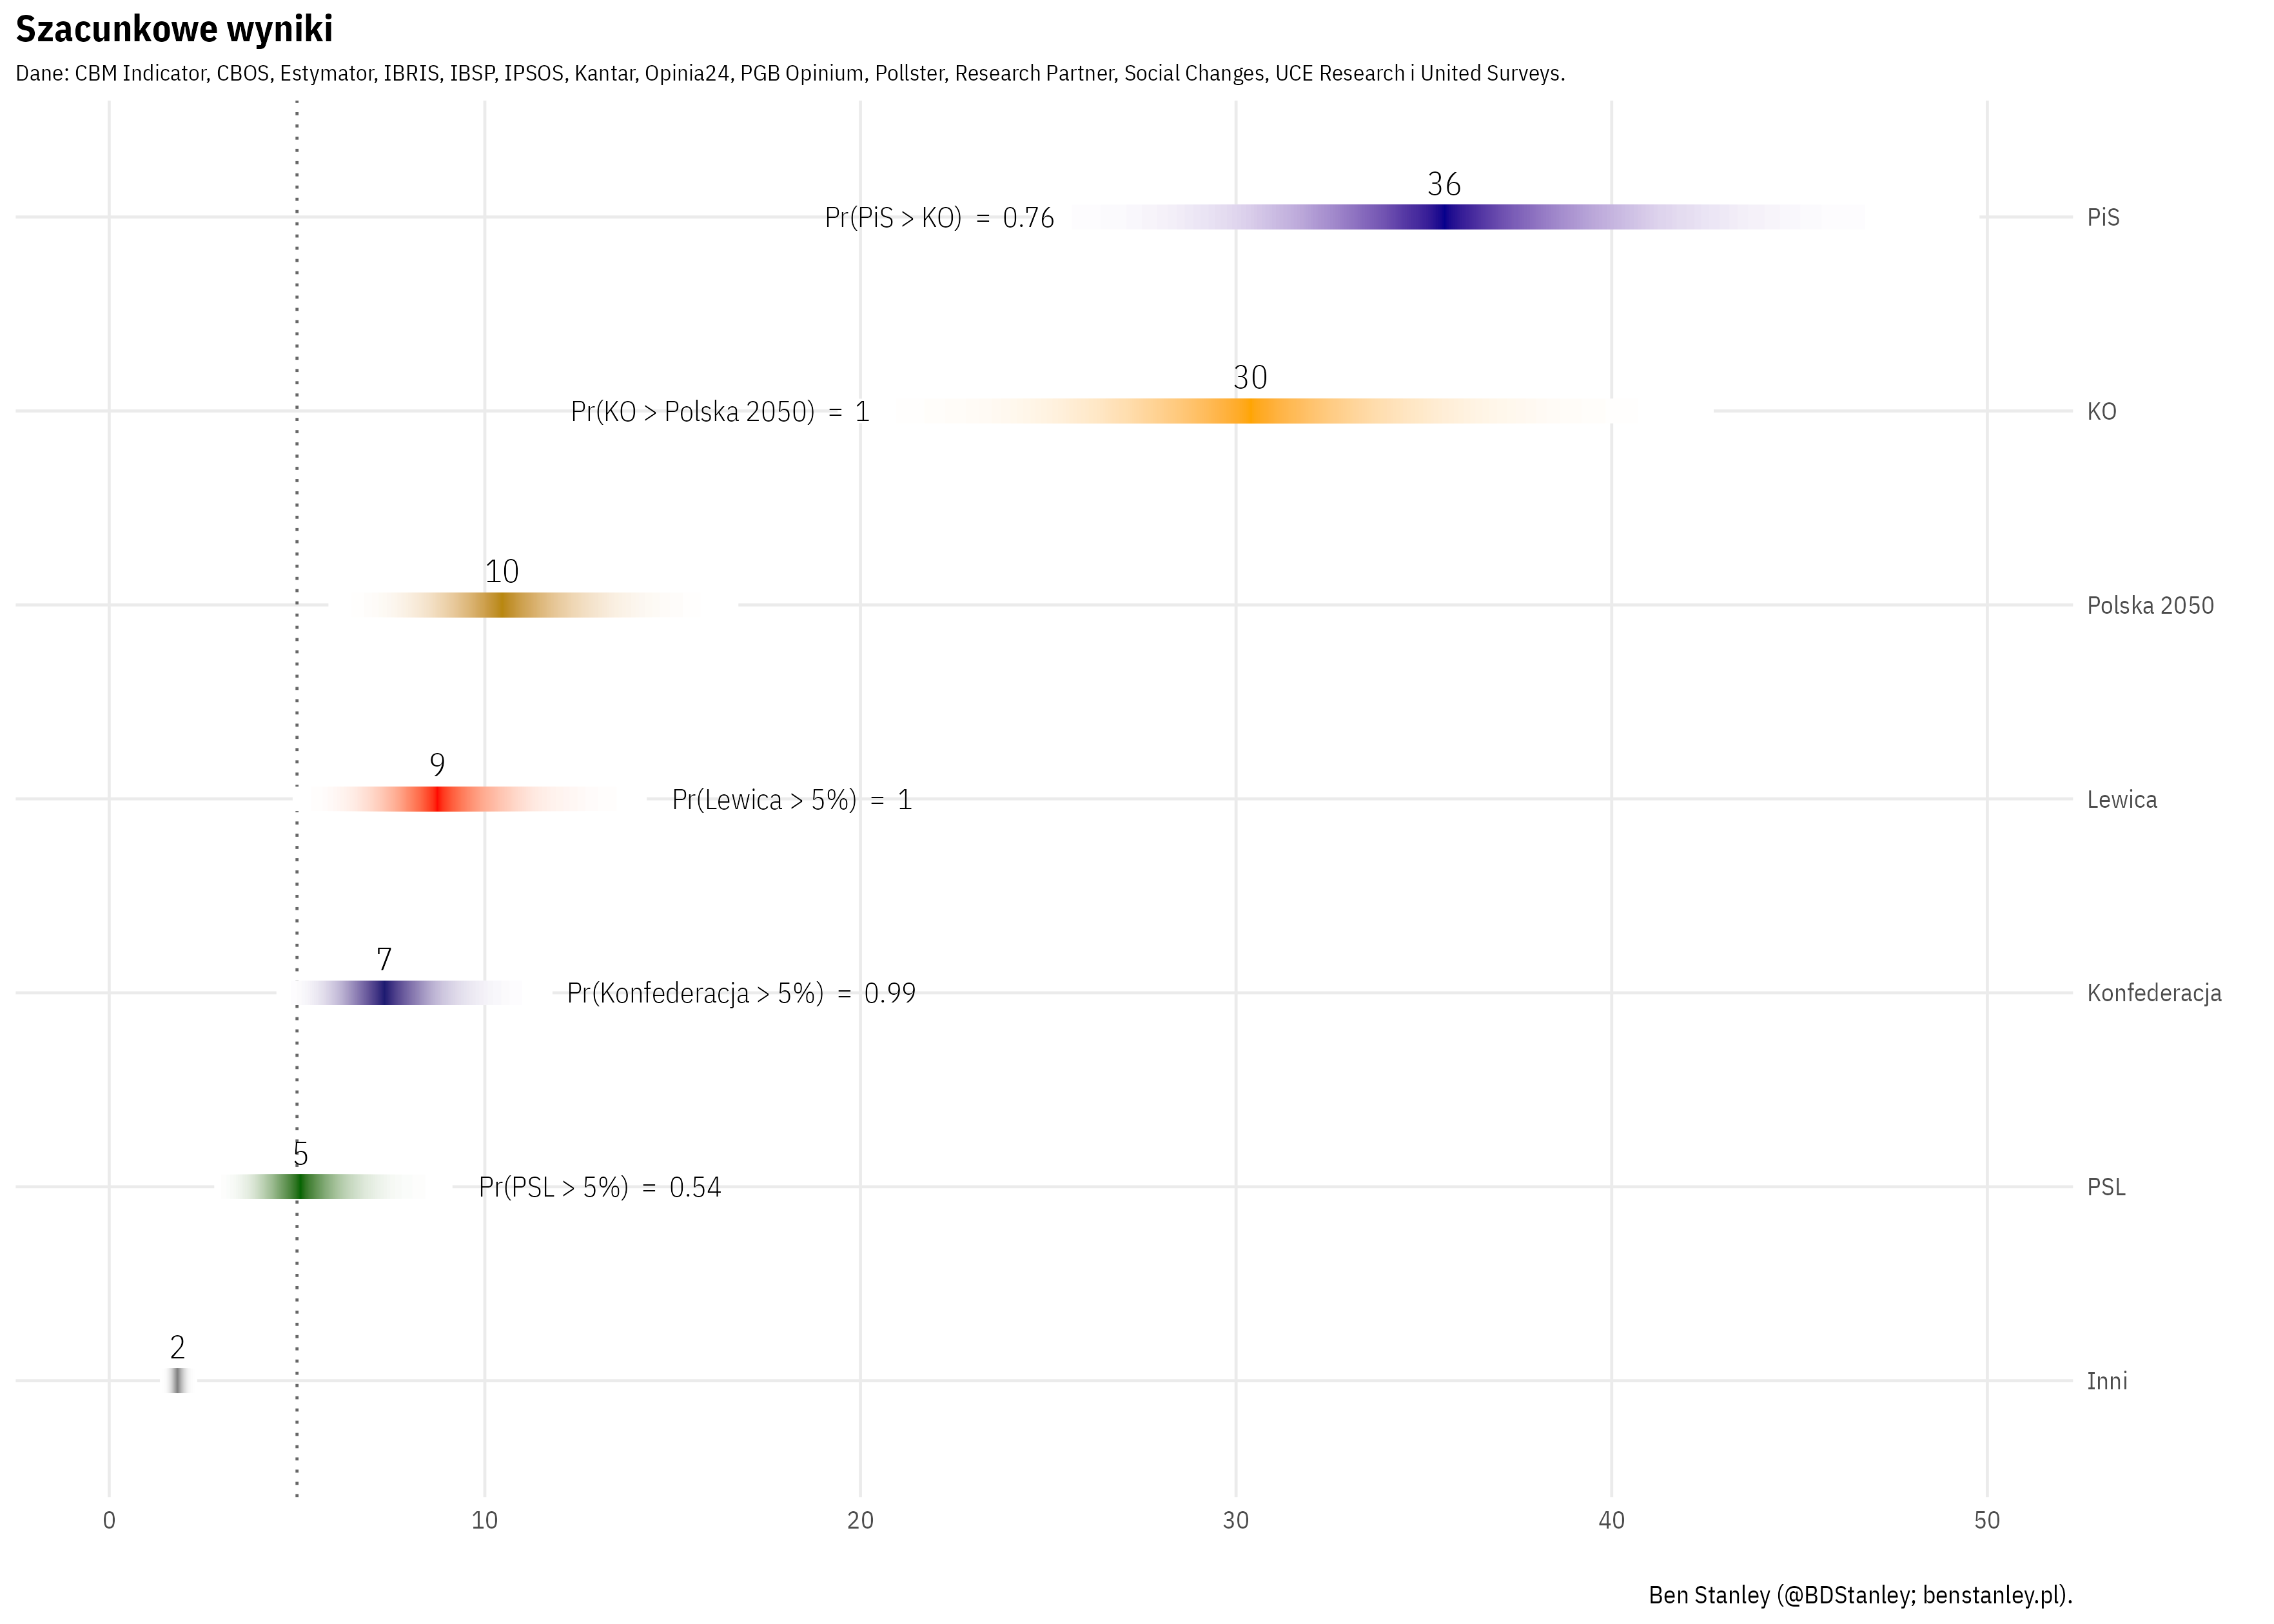 Szacunkowe wyniki
Dane: CBM Indicator, CBOS, Estymator, IBRIS, IBSP, IPSOS, Kantar, Opinia24, PGB Opinium, Pollster, Research Partner, Social Changes, UCE Research i United Surveys.
36
Pr(PiS > KO) = 0.76
PiS
30
Pr(KO > Polska 2050) = 1
KO
10
Polska 2050
9
Pr(Lewica > 5%) = 1
Lewica
7
Pr(Konfederacja > 5%) = 0.99
Konfederacja
5
Pr(PSL > 5%) = 0.54
PSL
2
Inni
0 10 20 30 40 50
Ben Stanley (@BDStanley; benstanley.pl).